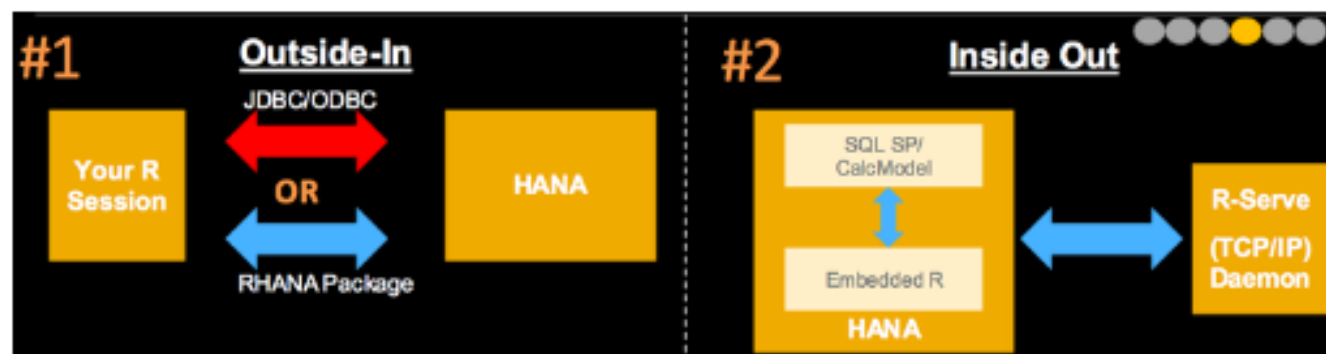 #1
Outside-In
JDBC/ODBC
Your R
Session
OR
HANA
RHANA Package
#2
Inside Out
SQL SP/
CalcModel
Embedded R
HANA
R-Serve
(TCP/IP)
Daemon